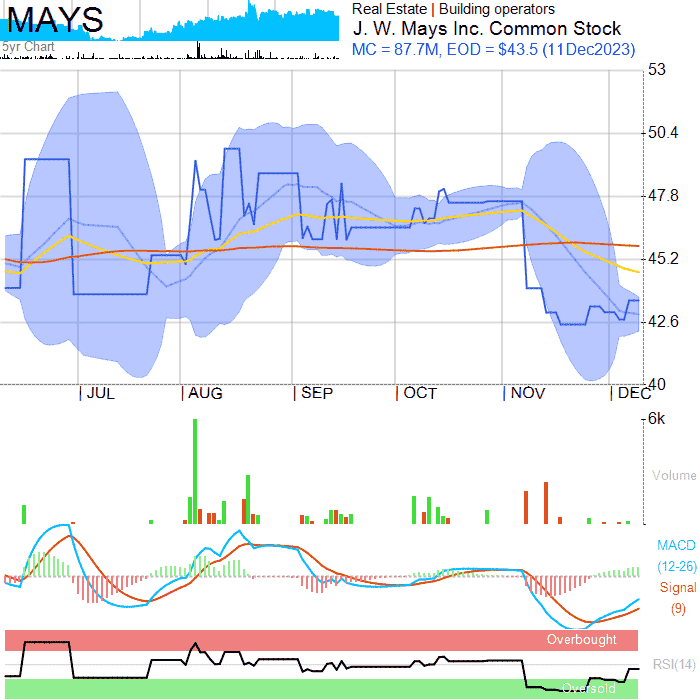 MAYS
5yr Chart
Real Estate | Building operators
J. W. Mays Inc. Common Stock
MC = 87.7M, EOD = $43.5 (11Dec2023)
53
50.4
47.8
45.2
42.6
40
JUL AUG SEP OCT NOV DEC
6k
Volume
MACD
(12-26)
Signal
(9)
Overbought
RSI(14)
Oversold